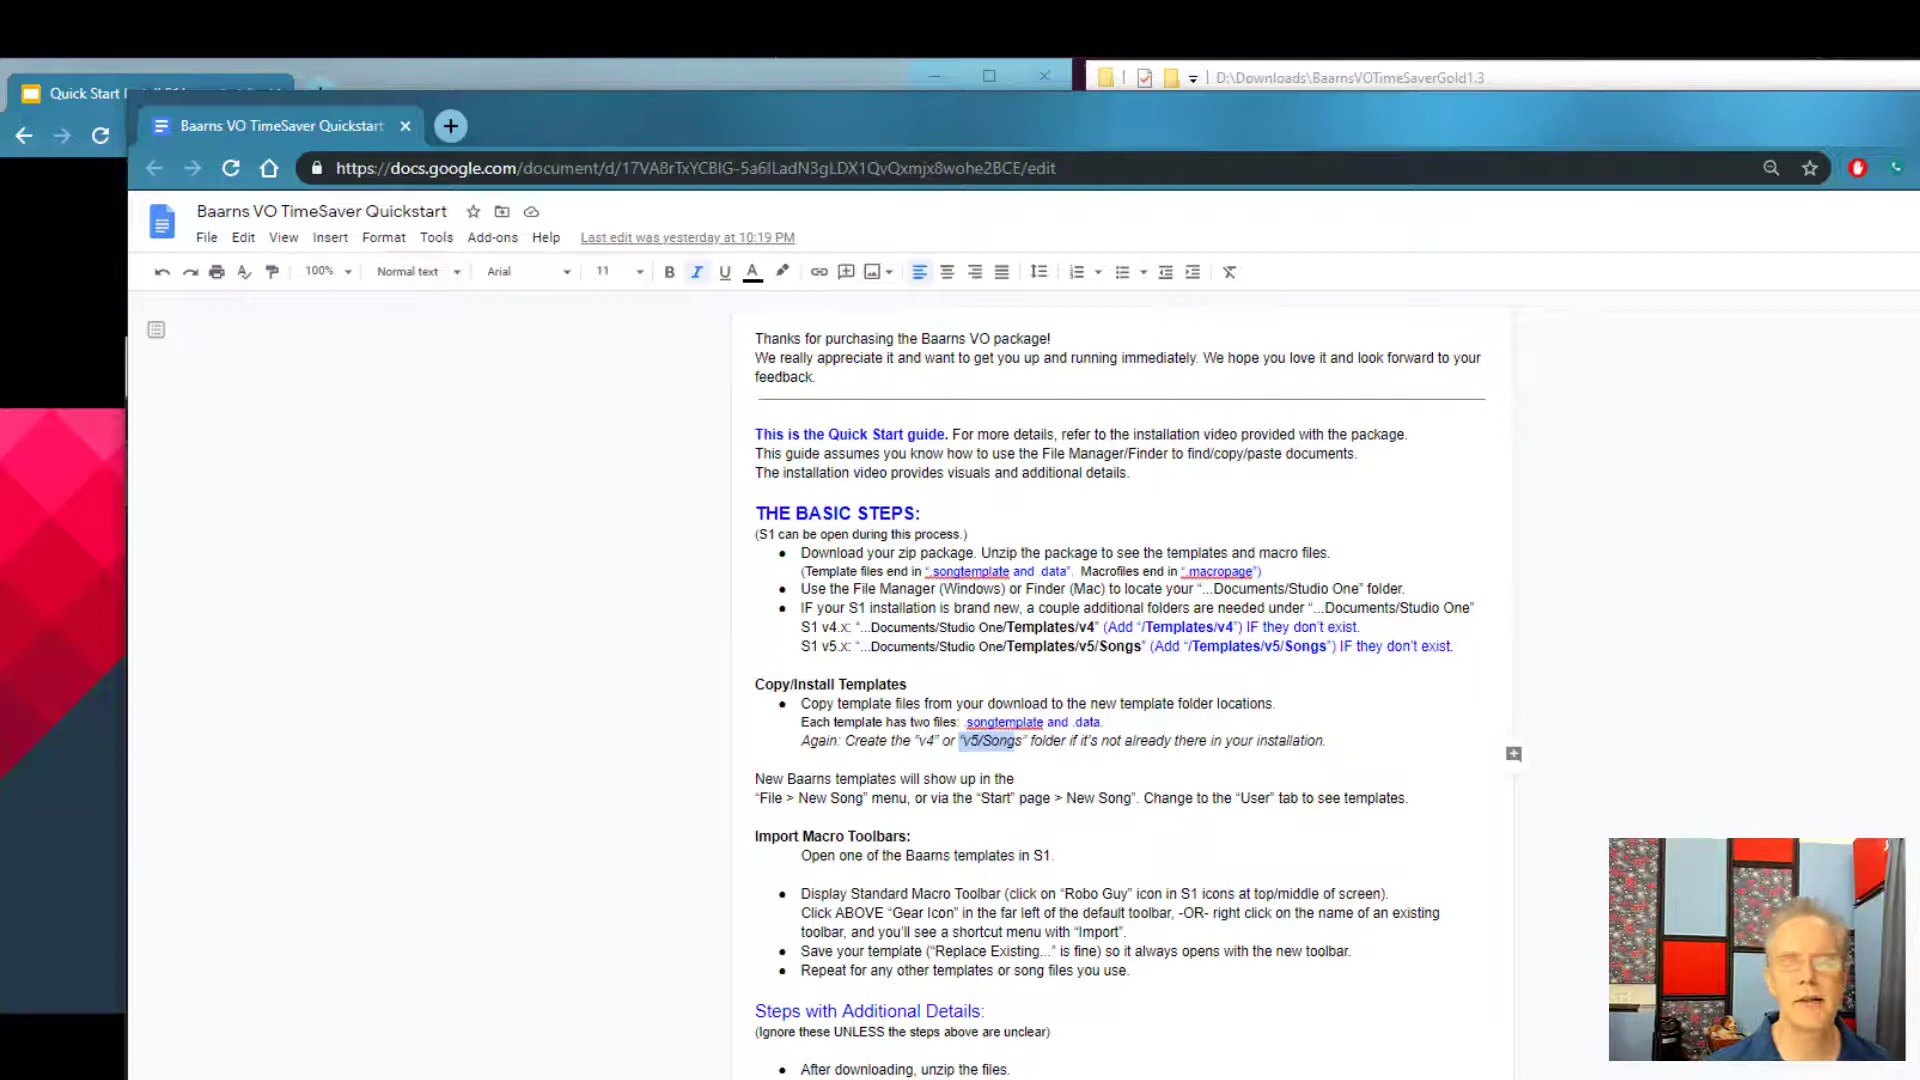 Quick Start
D:\Downloads\BaarnsVOTimeSaverGold1.3
Baarns VO TimeSaver Quickstart
https://docs.google.com/document/d/17VA8rTxYCBlG-5a6lLadN3gLDX1QvQxmjx8wohe2BCE/edit
Baarns VO TimeSaver Quickstart
File Edit View Insert Format Tools Add-ons Help Last edit was yesterday at 10:19 PM
100% Normal text Arial 11 B I U A
Thanks for purchasing the Baarns VO package!
We really appreciate it and want to get you up and running immediately. We hope you love it and look forward to your
feedback.
This is the Quick Start guide. For more details, refer to the installation video provided with the package.
This guide assumes you know how to use the File Manager/Finder to find/copy/paste documents.
The installation video provides visuals and additional details.
THE BASIC STEPS:
(S1 can be open during this process.)
● Download your zip package. Unzip the package to see the templates and macro files.
(Template files end in “.songtemplate and .data”. Macrofiles end in “.macropage”)
● Use the File Manager (Windows) or Finder (Mac) to locate your “...Documents/Studio One” folder.
● IF your S1 installation is brand new, a couple additional folders are needed under “...Documents/Studio One”
S1 v4.x: “...Documents/Studio One/Templates/v4” (Add “/Templates/v4”) IF they don’t exist.
S1 v5.x: “...Documents/Studio One/Templates/v5/Songs” (Add “/Templates/v5/Songs”) IF they don’t exist.
Copy/Install Templates
● Copy template files from your download to the new template folder locations.
Each template has two files: .songtemplate and .data.
Again: Create the “v4” or “v5/Songs” folder if it’s not already there in your installation.
New Baarns templates will show up in the
“File > New Song” menu, or via the “Start” page > New Song”. Change to the “User” tab to see templates.
Import Macro Toolbars:
Open one of the Baarns templates in S1.
● Display Standard Macro Toolbar (click on “Robo Guy” icon in S1 icons at top/middle of screen).
Click ABOVE “Gear Icon” in the far left of the default toolbar, -OR- right click on the name of an existing
toolbar, and you’ll see a shortcut menu with “Import”.
● Save your template (“Replace Existing...” is fine) so it always opens with the new toolbar.
● Repeat for any other templates or song files you use.
Steps with Additional Details:
(Ignore these UNLESS the steps above are unclear)
● After downloading, unzip the files.